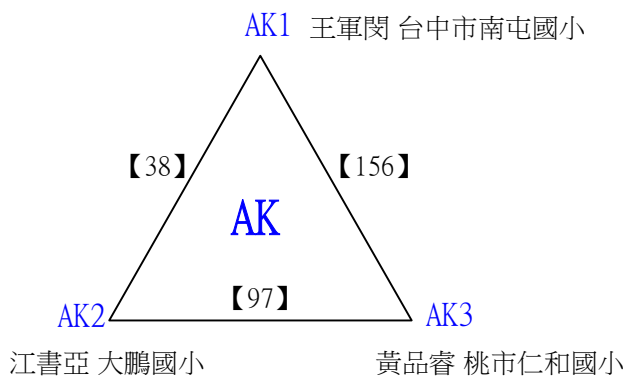 AK1 王軍閔 台中市南屯國小
【38】 【156】
AK
【97】
AK2 AK3
江書亞 大鵬國小 黃品睿 桃市仁和國小